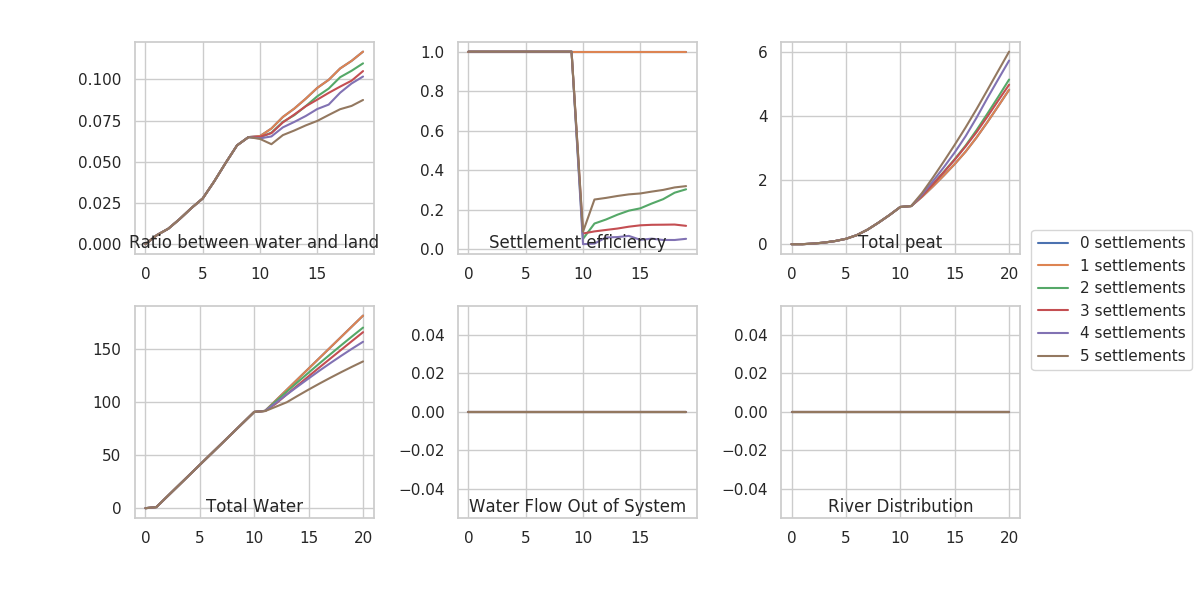 0.100
0.075
0.050
0.025
0.000
Ratio between water and land
0 5 10 15
1.0
0.8
0.6
0.4
0.2
0.0
Settlement efficiency
0 5 10 15
6
4
2
0
Total peat
0 5 10 15 20
0 settlements
1 settlements
2 settlements
3 settlements
4 settlements
5 settlements
150
100
50
0
Total Water
0 5 10 15 20
0.04
0.02
0.00
−0.02
−0.04
Water Flow Out of System
0 5 10 15
0.04
0.02
0.00
−0.02
−0.04
River Distribution
0 5 10 15 20